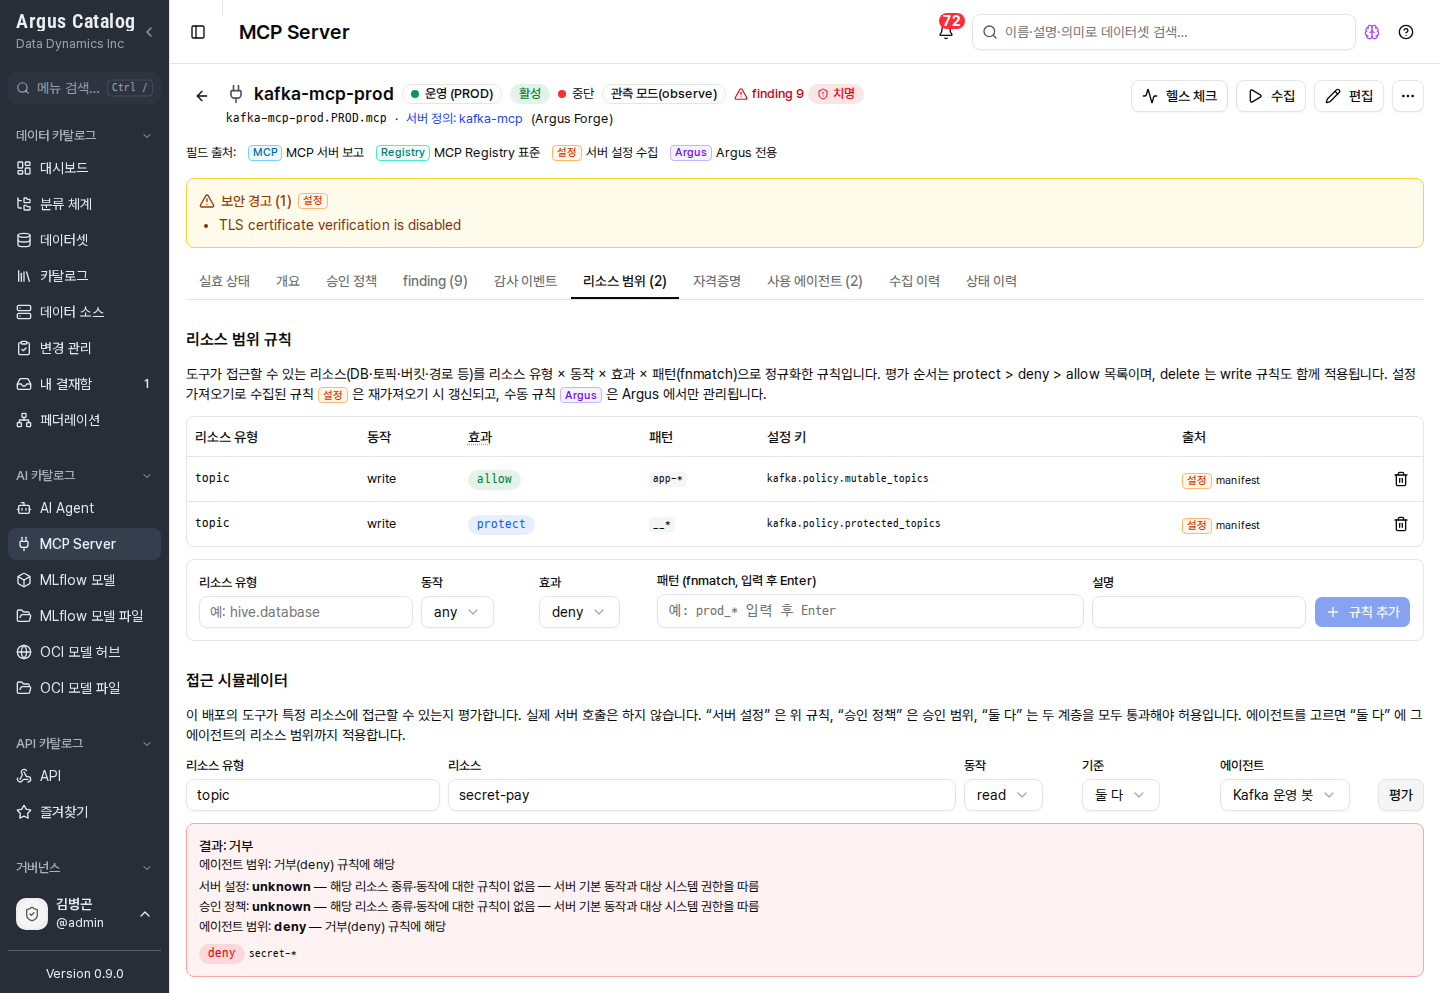 Argus Catalog
Data Dynamics Inc
메뉴 검색... Ctrl /
데이터 카탈로그
대시보드
분류 체계
데이터셋
카탈로그
데이터 소스
변경 관리
내 결재함 1
페더레이션
AI 카탈로그
AI Agent
MCP Server
MLflow 모델
MLflow 모델 파일
OCI 모델 허브
OCI 모델 파일
API 카탈로그
API
즐겨찾기
거버넌스
김병곤
@admin
Version 0.9.0
MCP Server
72
이름·설명·의미로 데이터셋 검색...
kafka-mcp-prod 운영 (PROD) 활성 중단 관측 모드(observe) finding 9 치명
헬스 체크 수집 편집
kafka-mcp-prod.PROD.mcp · 서버 정의: kafka-mcp (Argus Forge)
필드 출처: MCP MCP 서버 보고 Registry MCP Registry 표준 설정 서버 설정 수집 Argus Argus 전용
보안 경고 (1) 설정
• TLS certificate verification is disabled
실효 상태 개요 승인 정책 finding (9) 감사 이벤트 리소스 범위 (2) 자격증명 사용 에이전트 (2) 수집 이력 상태 이력
리소스 범위 규칙
도구가 접근할 수 있는 리소스(DB·토픽·버킷·경로 등)를 리소스 유형 × 동작 × 효과 × 패턴(fnmatch)으로 정규화한 규칙입니다. 평가 순서는 protect > deny > allow 목록이며, delete 는 write 규칙도 함께 적용됩니다. 설정
가져오기로 수집된 규칙 설정 은 재가져오기 시 갱신되고, 수동 규칙 Argus 은 Argus 에서만 관리됩니다.
리소스 유형 동작 효과 패턴 설정 키 출처
topic write allow app-* kafka.policy.mutable_topics 설정 manifest
topic write protect __* kafka.policy.protected_topics 설정 manifest
리소스 유형 동작 효과 패턴 (fnmatch, 입력 후 Enter) 설명
예: hive.database any deny 예: prod_* 입력 후 Enter + 규칙 추가
접근 시뮬레이터
이 배포의 도구가 특정 리소스에 접근할 수 있는지 평가합니다. 실제 서버 호출은 하지 않습니다. “서버 설정” 은 위 규칙, “승인 정책” 은 승인 범위, “둘 다” 는 두 계층을 모두 통과해야 허용입니다. 에이전트를 고르면 “둘 다” 에 그
에이전트의 리소스 범위까지 적용합니다.
리소스 유형 리소스 동작 기준 에이전트
topic secret-pay read 둘 다 Kafka 운영 봇 평가
결과: 거부
에이전트 범위: 거부(deny) 규칙에 해당
서버 설정: unknown — 해당 리소스 종류·동작에 대한 규칙이 없음 — 서버 기본 동작과 대상 시스템 권한을 따름
승인 정책: unknown — 해당 리소스 종류·동작에 대한 규칙이 없음 — 서버 기본 동작과 대상 시스템 권한을 따름
에이전트 범위: deny — 거부(deny) 규칙에 해당
deny secret-*